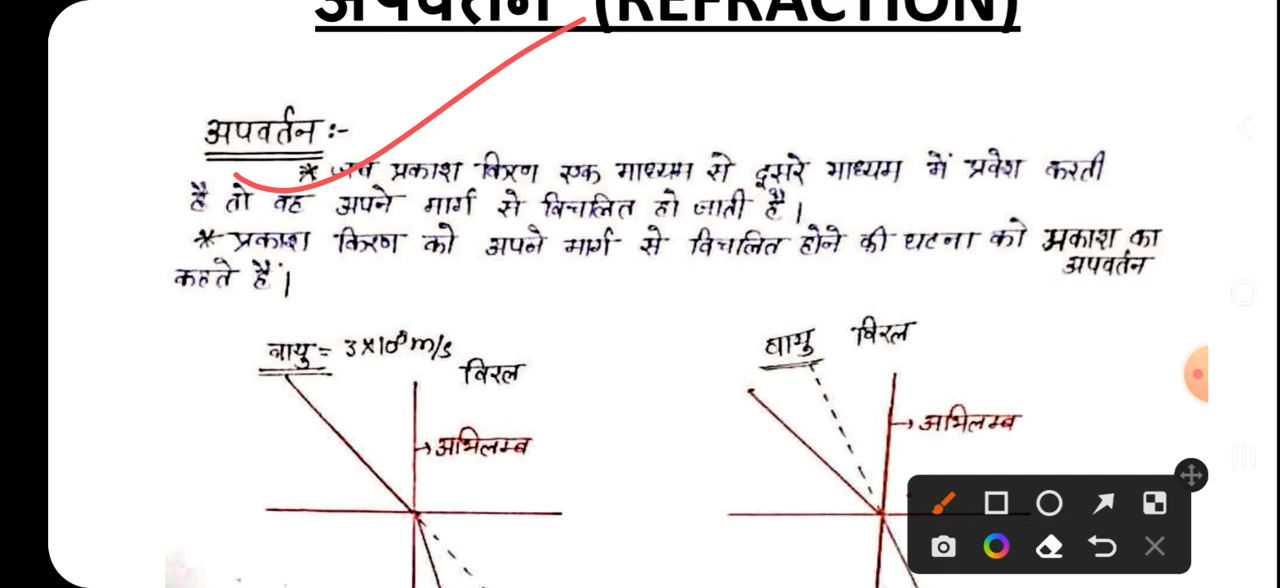 अपवर्तन (REFRACTION)
अपवर्तन :-
* जब प्रकाश किरण एक माध्यम से दूसरे माध्यम में प्रवेश करती
है तो वह अपने मार्ग से विचलित हो जाती है।
* प्रकाश किरण को अपने मार्ग से विचलित होने की घटना को प्रकाश का
अपवर्तन
कहते हैं।
वायु = 3×10⁸ m/s
विरल
→ अभिलम्ब
वायु विरल
→ अभिलम्ब